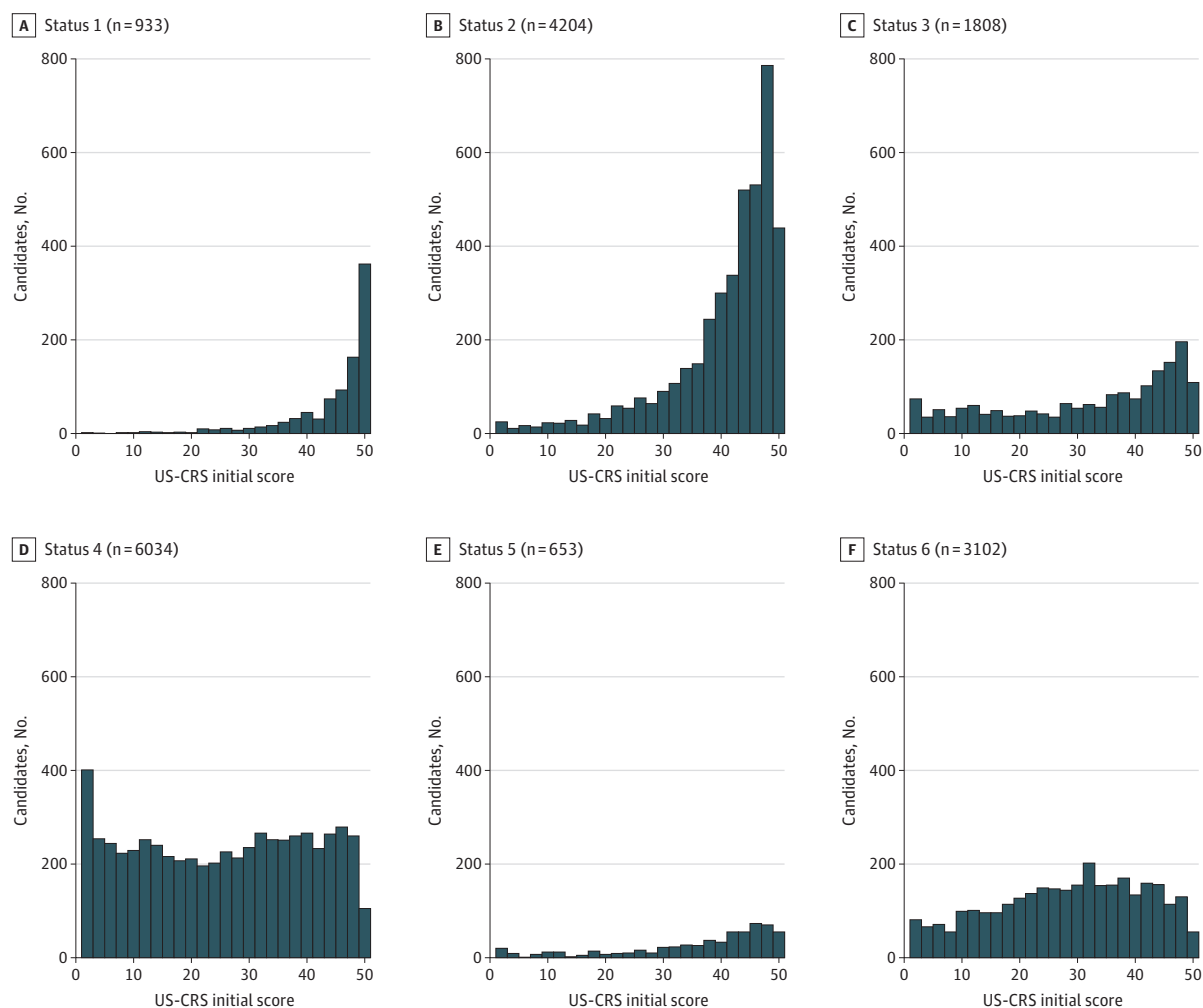 A Status 1 (n=933)
800
600
400
200
0
Candidates, No.
0 10 20 30 40 50
US-CRS initial score
B Status 2 (n=4204)
800
600
400
200
0
Candidates, No.
0 10 20 30 40 50
US-CRS initial score
C Status 3 (n=1808)
800
600
400
200
0
Candidates, No.
0 10 20 30 40 50
US-CRS initial score
D Status 4 (n=6034)
800
600
400
200
0
Candidates, No.
0 10 20 30 40 50
US-CRS initial score
E Status 5 (n=653)
800
600
400
200
0
Candidates, No.
0 10 20 30 40 50
US-CRS initial score
F Status 6 (n=3102)
800
600
400
200
0
Candidates, No.
0 10 20 30 40 50
US-CRS initial score